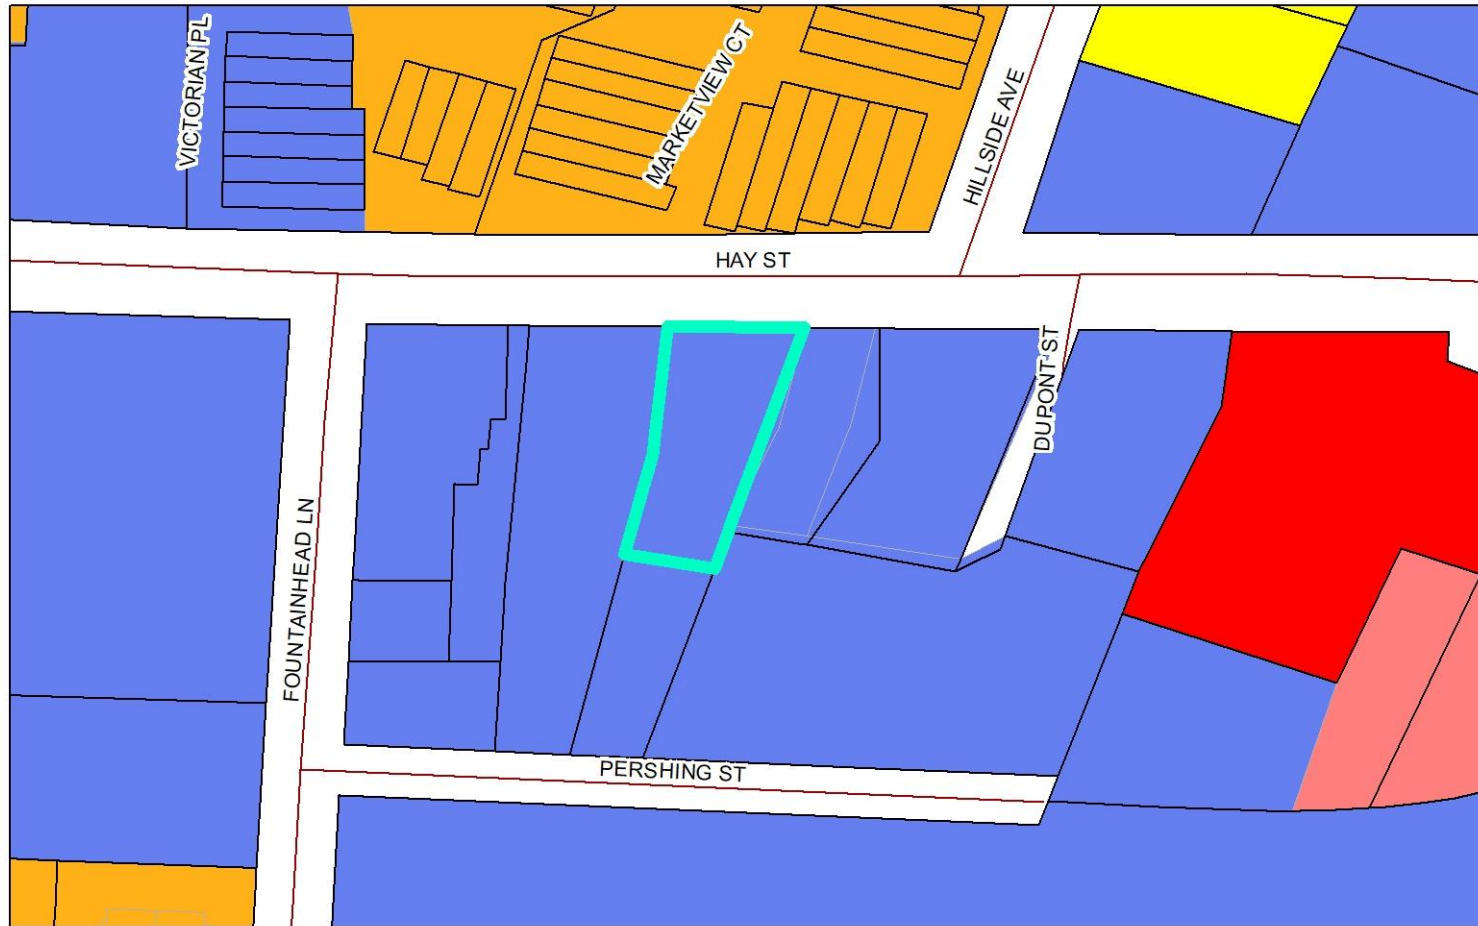 VICTORIAN PL
MARKETVIEW CT
HILLSIDE AVE
HAY ST
DUPONT ST
FOUNTAINHEAD LN
PERSHING ST